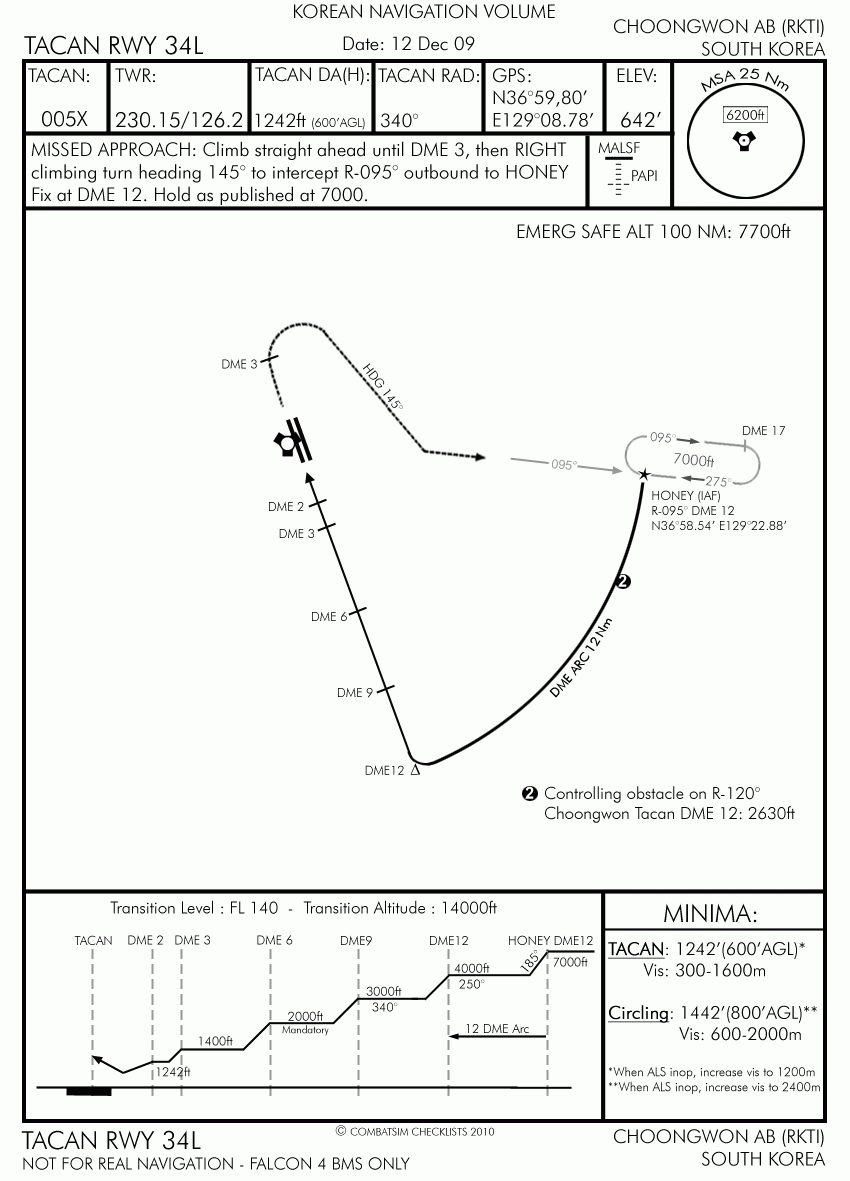 KOREAN NAVIGATION VOLUME
TACAN RWY 34L
Date: 12 Dec 09
CHOONGWON AB (RKTI)
SOUTH KOREA
TACAN:
005X
TWR:
230.15/126.2
TACAN DA(H):
1242ft (600'AGL)
TACAN RAD:
340°
GPS:
N36°59,80'
E129°08.78'
ELEV:
642'
MSA 25 Nm
6200ft
MISSED APPROACH: Climb straight ahead until DME 3, then RIGHT
climbing turn heading 145° to intercept R-095° outbound to HONEY
Fix at DME 12. Hold as published at 7000.
MALSF
PAPI
EMERG SAFE ALT 100 NM: 7700ft
DME 3
HDG 145°
095°
095°
DME 17
7000ft
275°
HONEY (IAF)
R-095° DME 12
N36°58.54' E129°22.88'
DME 2
DME 3
2
DME 6
DME ARC 12 Nm
DME 9
DME12
2 Controlling obstacle on R-120°
Choongwon Tacan DME 12: 2630ft
Transition Level : FL 140 - Transition Altitude : 14000ft
TACAN DME 2 DME 3 DME 6 DME9 DME12 HONEY DME12
185°
7000ft
4000ft
250°
3000ft
340°
2000ft
Mandatory
12 DME Arc
1400ft
1242ft
MINIMA:
TACAN: 1242'(600'AGL)*
Vis: 300-1600m
Circling: 1442'(800'AGL)**
Vis: 600-2000m
*When ALS inop, increase vis to 1200m
**When ALS inop, increase vis to 2400m
TACAN RWY 34L
NOT FOR REAL NAVIGATION - FALCON 4 BMS ONLY
© COMBATSIM CHECKLISTS 2010
CHOONGWON AB (RKTI)
SOUTH KOREA